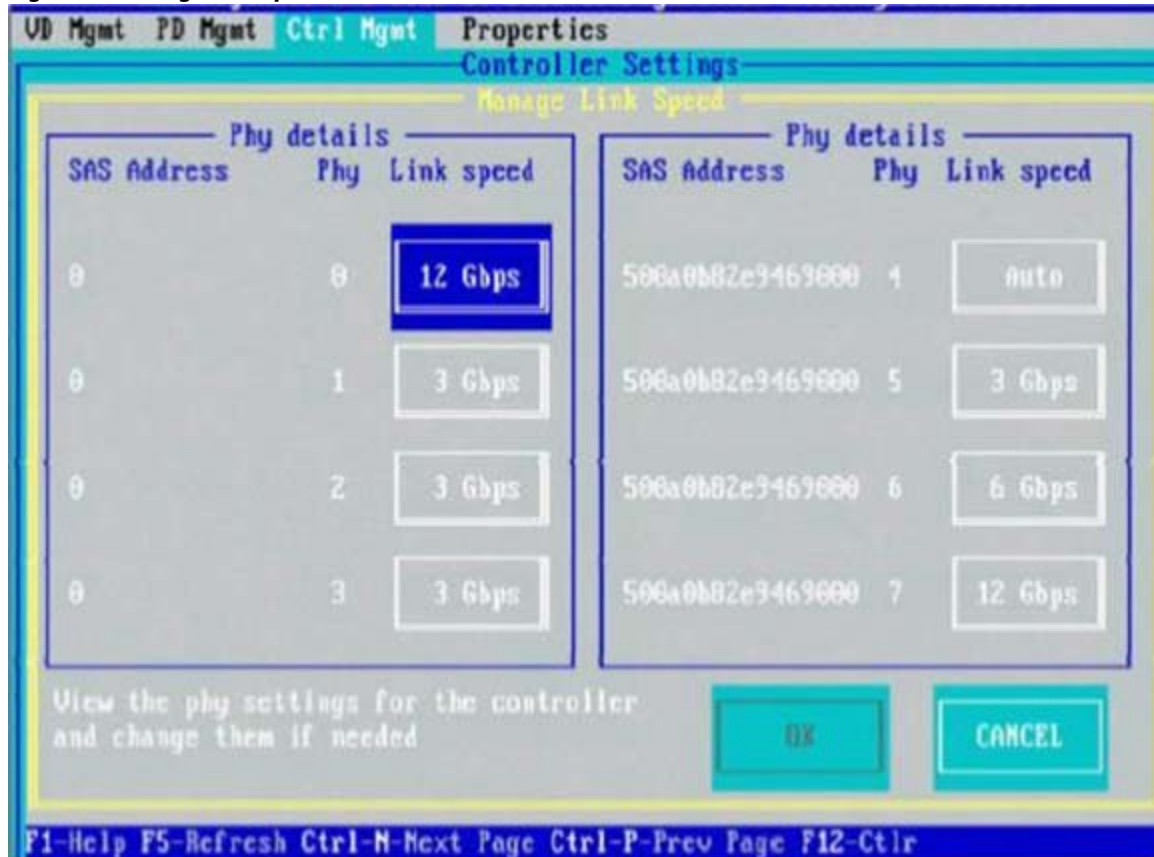 VD Mgmt PD Mgmt Ctrl Mgmt Properties
Controller Settings
Manage Link Speed
Phy details
SAS Address Phy Link speed
0 0 12 Gbps
0 1 3 Gbps
0 2 3 Gbps
0 3 3 Gbps
Phy details
SAS Address Phy Link speed
500a0b82e9469000 4 Auto
500a0b82e9469000 5 3 Gbps
500a0b82e9469000 6 6 Gbps
500a0b82e9469000 7 12 Gbps
View the phy settings for the controller
and change them if needed
OK
CANCEL
F1-Help F5-Refresh Ctrl-N-Next Page Ctrl-P-Prev Page F12-Ctlr